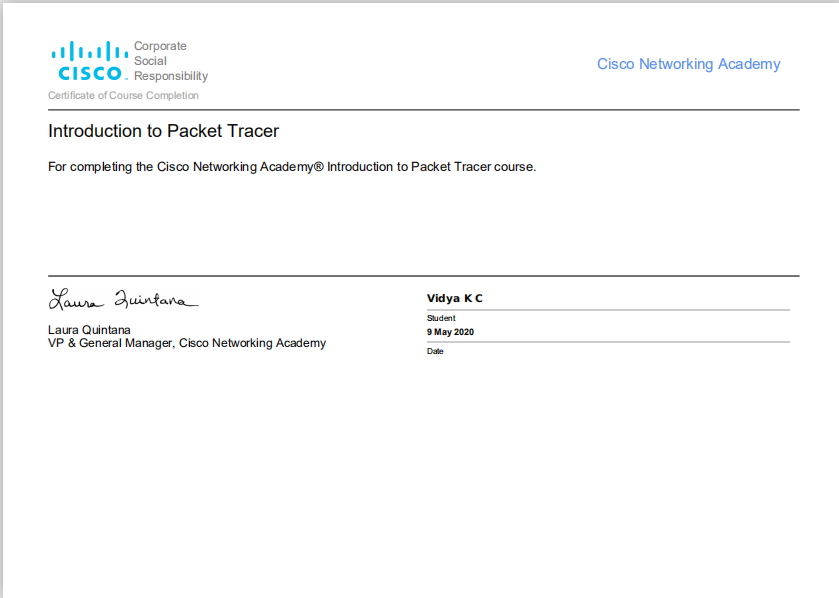 Corporate
Social
Responsibility
CISCO
Cisco Networking Academy
Certificate of Course Completion
Introduction to Packet Tracer
For completing the Cisco Networking Academy® Introduction to Packet Tracer course.
Laura Quintana
Laura Quintana
VP & General Manager, Cisco Networking Academy
Vidya K C
Student
9 May 2020
Date